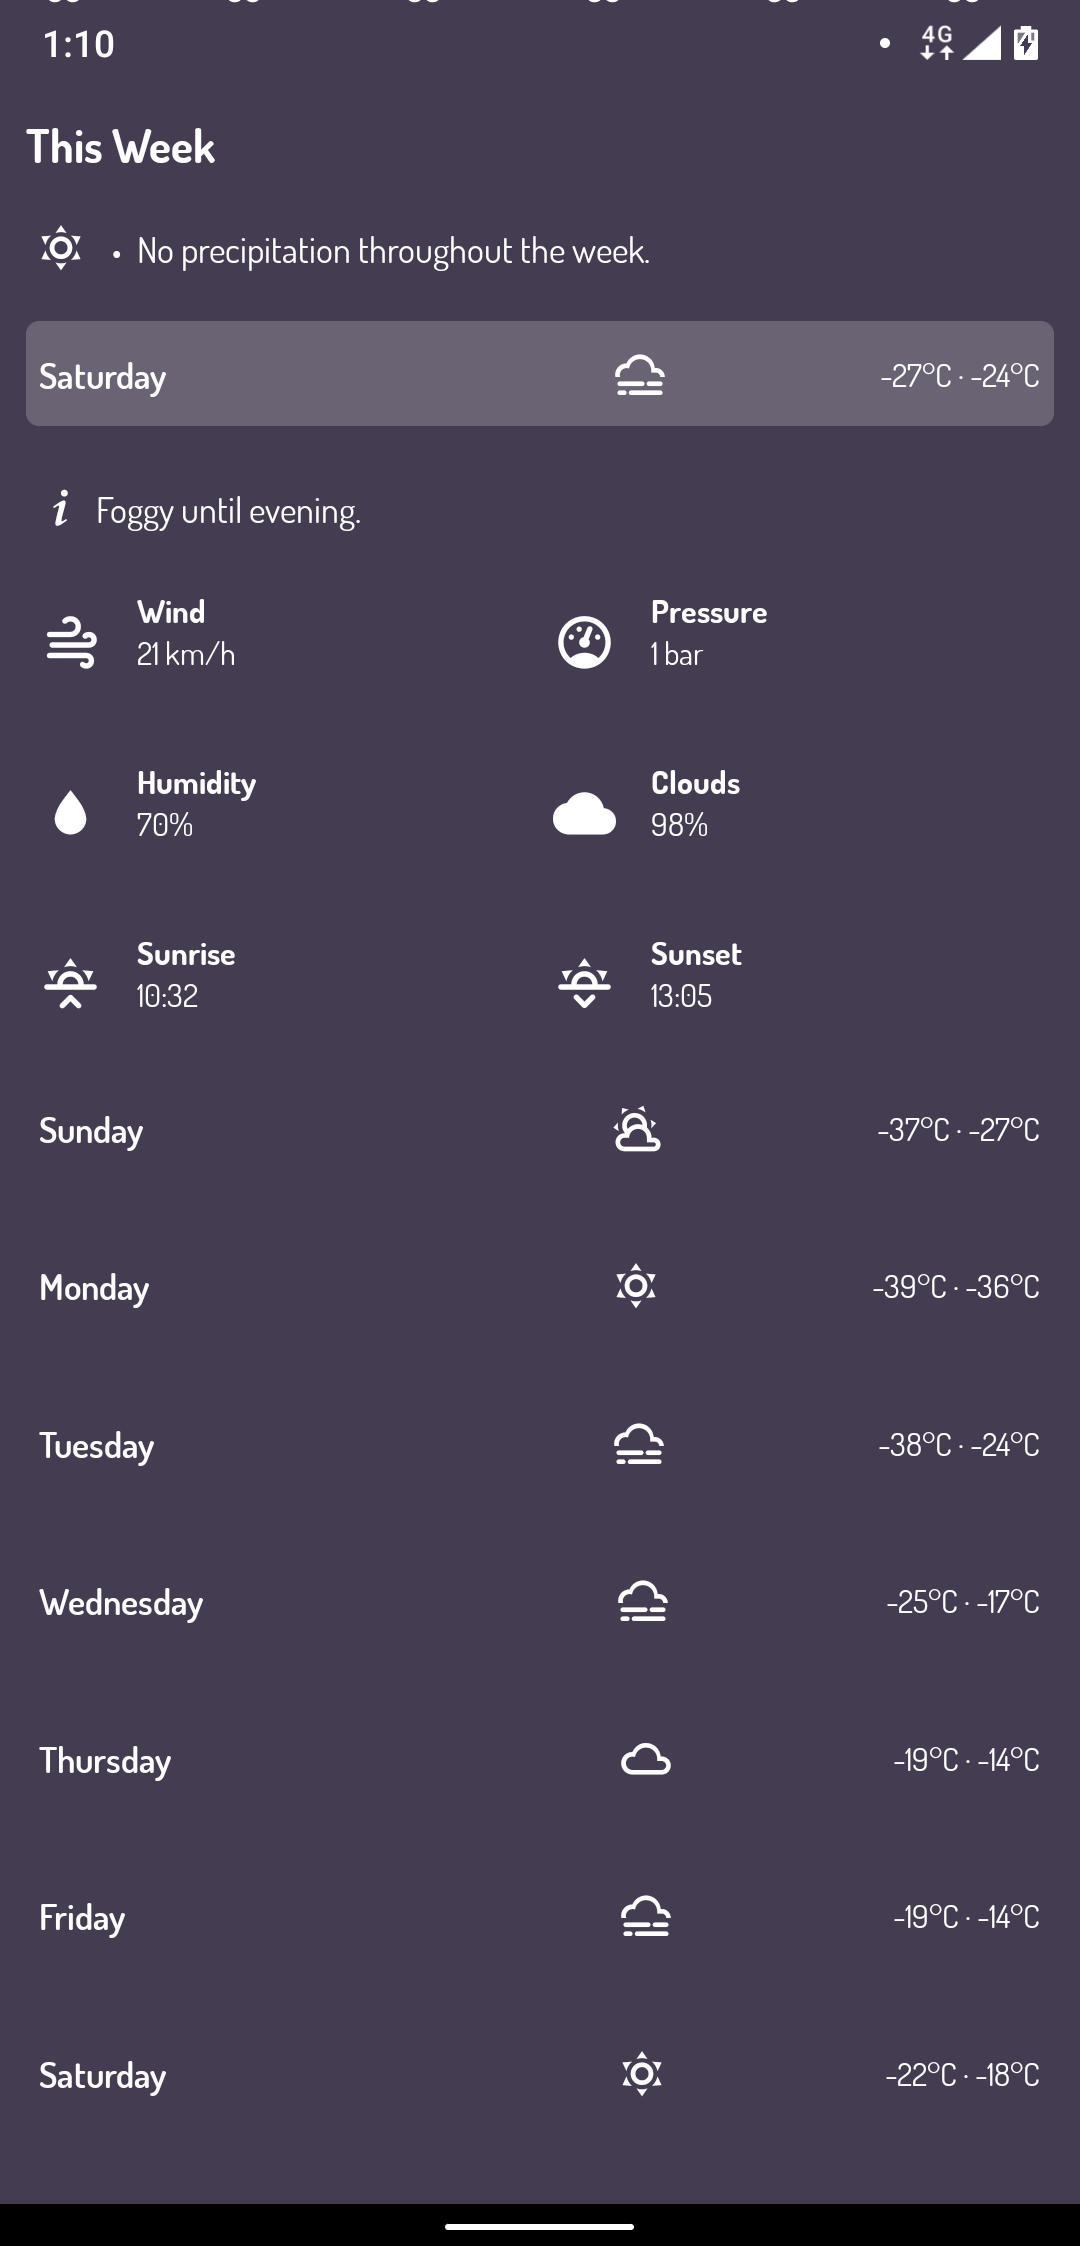 1:10
4G
This Week
• No precipitation throughout the week.
Saturday -27°C · -24°C
i Foggy until evening.
Wind
21 km/h
Pressure
1 bar
Humidity
70%
Clouds
98%
Sunrise
10:32
Sunset
13:05
Sunday -37°C · -27°C
Monday -39°C · -36°C
Tuesday -38°C · -24°C
Wednesday -25°C · -17°C
Thursday -19°C · -14°C
Friday -19°C · -14°C
Saturday -22°C · -18°C